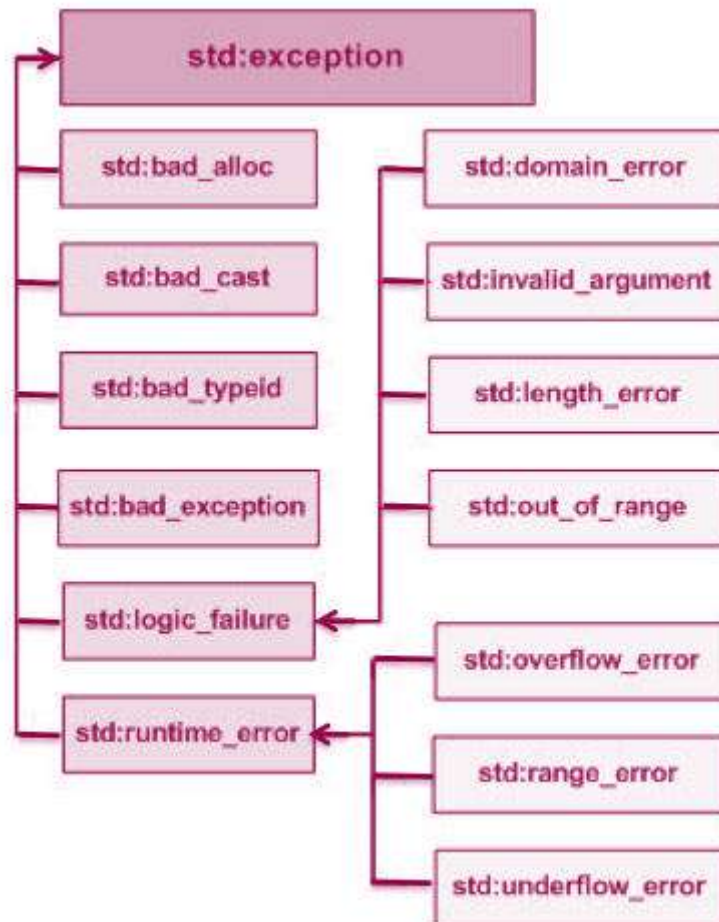 std:exception
std:bad_alloc
std:bad_cast
std:bad_typeid
std:bad_exception
std:logic_failure
std:runtime_error
std:domain_error
std:invalid_argument
std:length_error
std:out_of_range
std:overflow_error
std:range_error
std:underflow_error